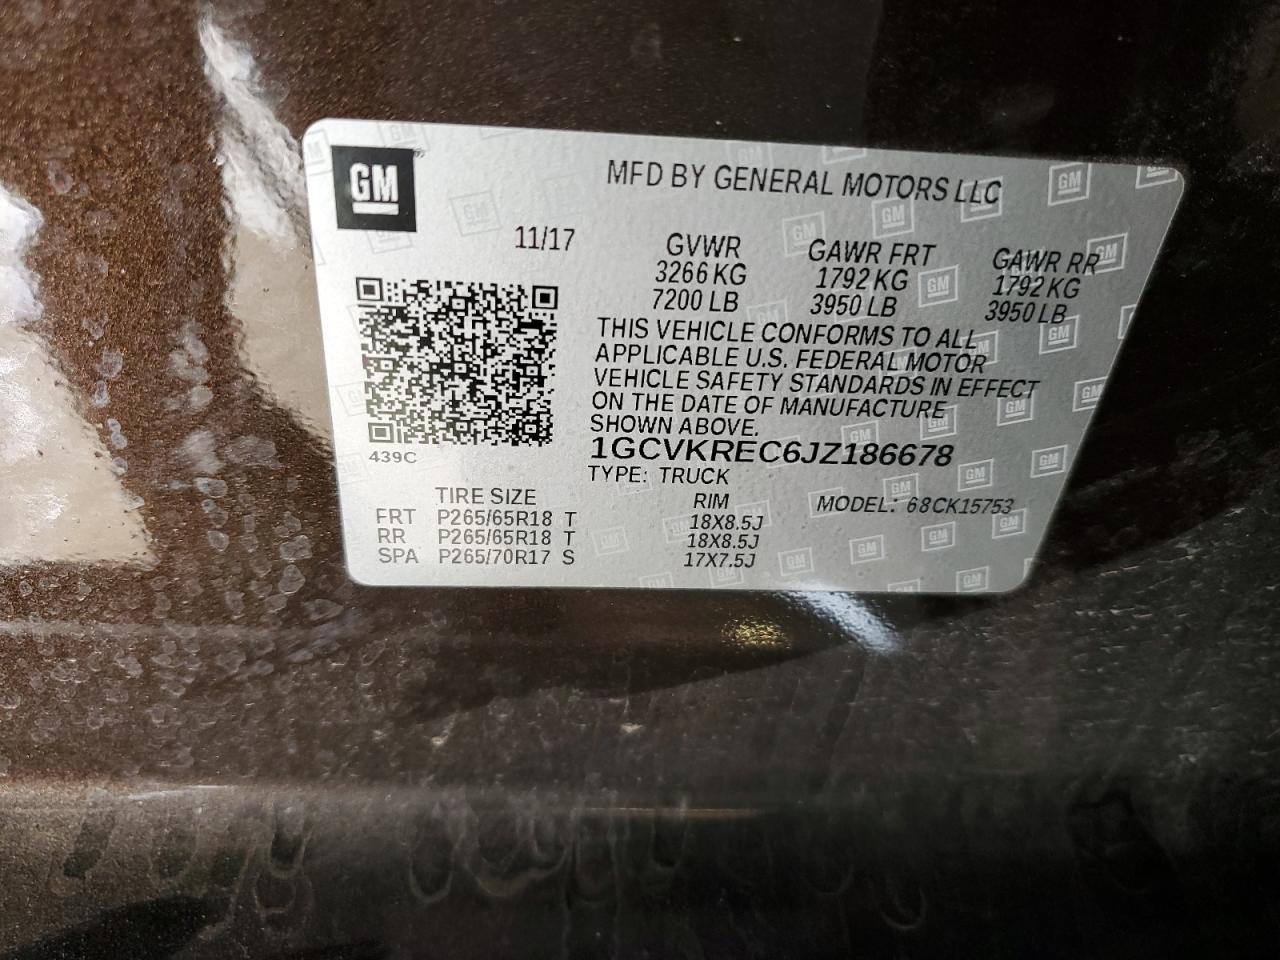 GM
MFD BY GENERAL MOTORS LLC
11/17
GVWR GAWR FRT GAWR RR
3266 KG 1792 KG 1792 KG
7200 LB 3950 LB 3950 LB
THIS VEHICLE CONFORMS TO ALL
APPLICABLE U.S. FEDERAL MOTOR
VEHICLE SAFETY STANDARDS IN EFFECT
ON THE DATE OF MANUFACTURE
SHOWN ABOVE.
439C
1GCVKREC6JZ186678
TYPE: TRUCK
TIRE SIZE RIM MODEL: 68CK15753
FRT P265/65R18 T 18X8.5J
RR P265/65R18 T 18X8.5J
SPA P265/70R17 S 17X7.5J